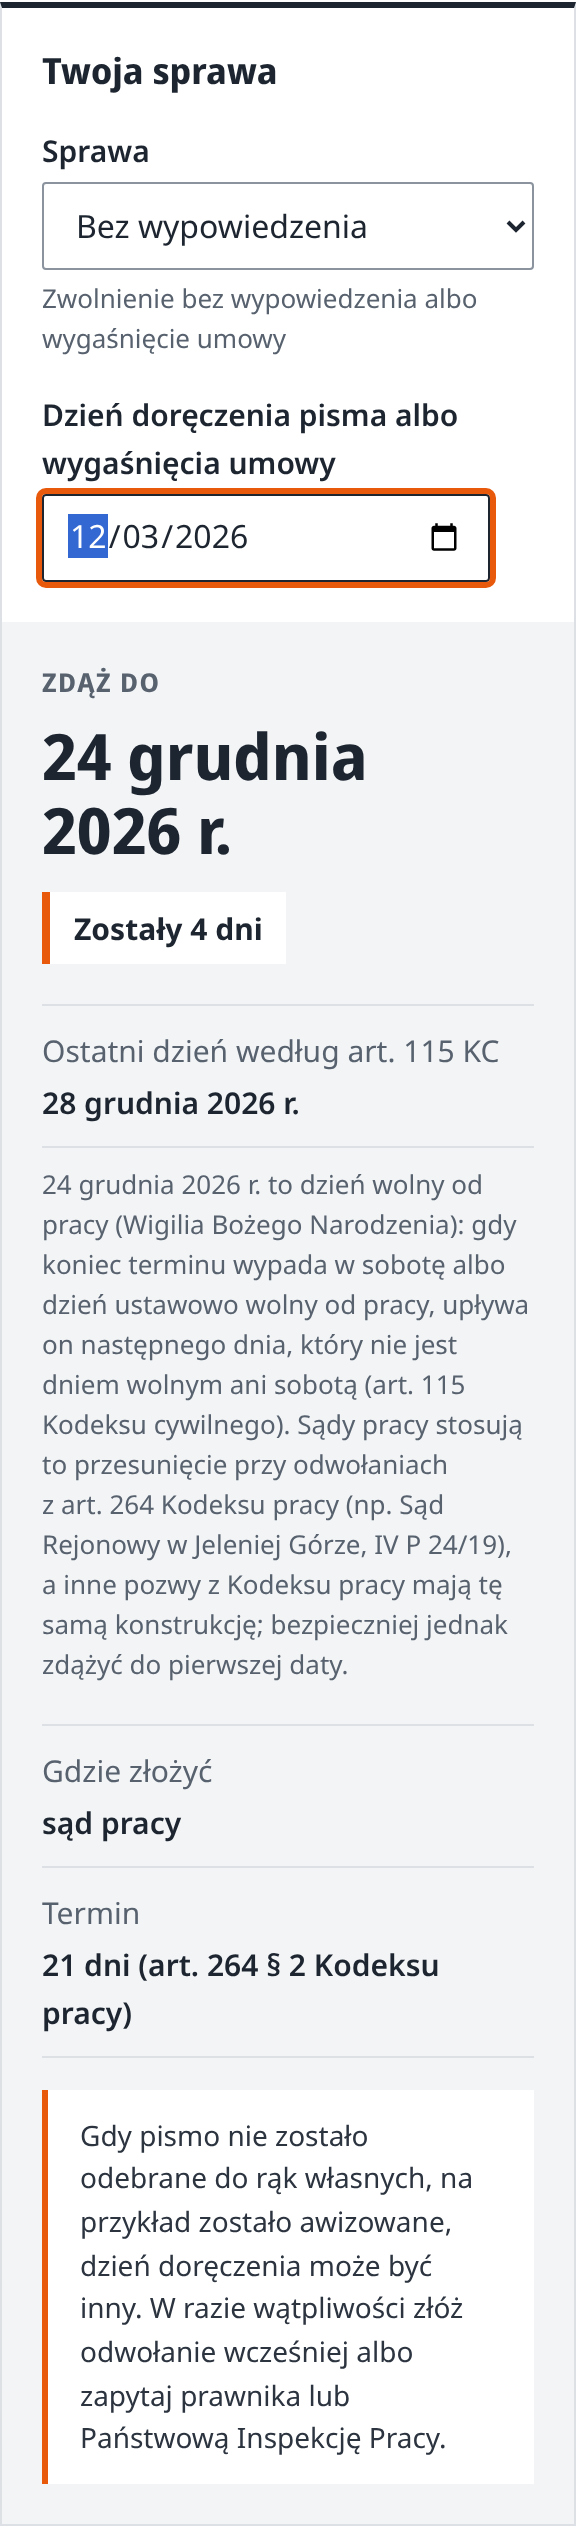 Twoja sprawa
Sprawa
Bez wypowiedzenia
Zwolnienie bez wypowiedzenia albo
wygaśnięcie umowy
Dzień doręczenia pisma albo
wygaśnięcia umowy
12/03/2026
ZDĄŻ DO
24 grudnia
2026 r.
Zostały 4 dni
Ostatni dzień według art. 115 KC
28 grudnia 2026 r.
24 grudnia 2026 r. to dzień wolny od
pracy (Wigilia Bożego Narodzenia): gdy
koniec terminu wypada w sobotę albo
dzień ustawowo wolny od pracy, upływa
on następnego dnia, który nie jest
dniem wolnym ani sobotą (art. 115
Kodeksu cywilnego). Sądy pracy stosują
to przesunięcie przy odwołaniach
z art. 264 Kodeksu pracy (np. Sąd
Rejonowy w Jeleniej Górze, IV P 24/19),
a inne pozwy z Kodeksu pracy mają tę
samą konstrukcję; bezpieczniej jednak
zdążyć do pierwszej daty.
Gdzie złożyć
sąd pracy
Termin
21 dni (art. 264 § 2 Kodeksu
pracy)
Gdy pismo nie zostało
odebrane do rąk własnych, na
przykład zostało awizowane,
dzień doręczenia może być
inny. W razie wątpliwości złóż
odwołanie wcześniej albo
zapytaj prawnika lub
Państwową Inspekcję Pracy.